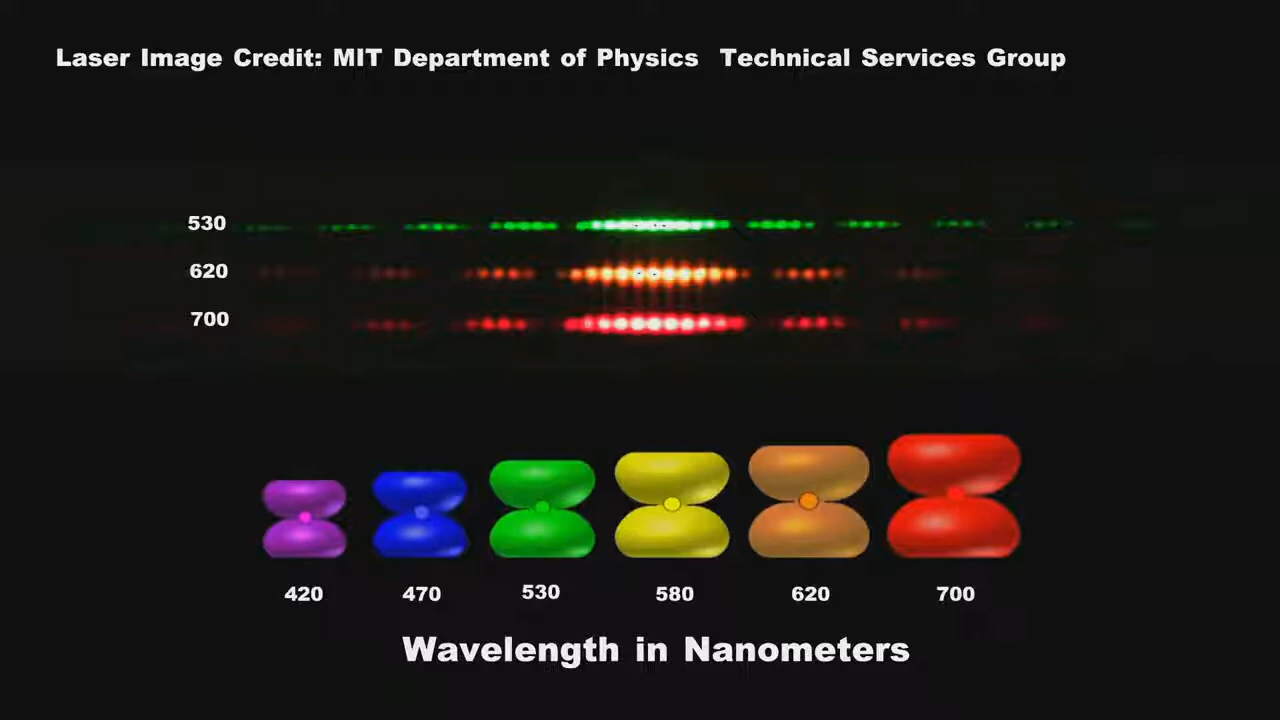 Laser Image Credit: MIT Department of Physics Technical Services Group
530
620
700
420 470 530 580 620 700
Wavelength in Nanometers